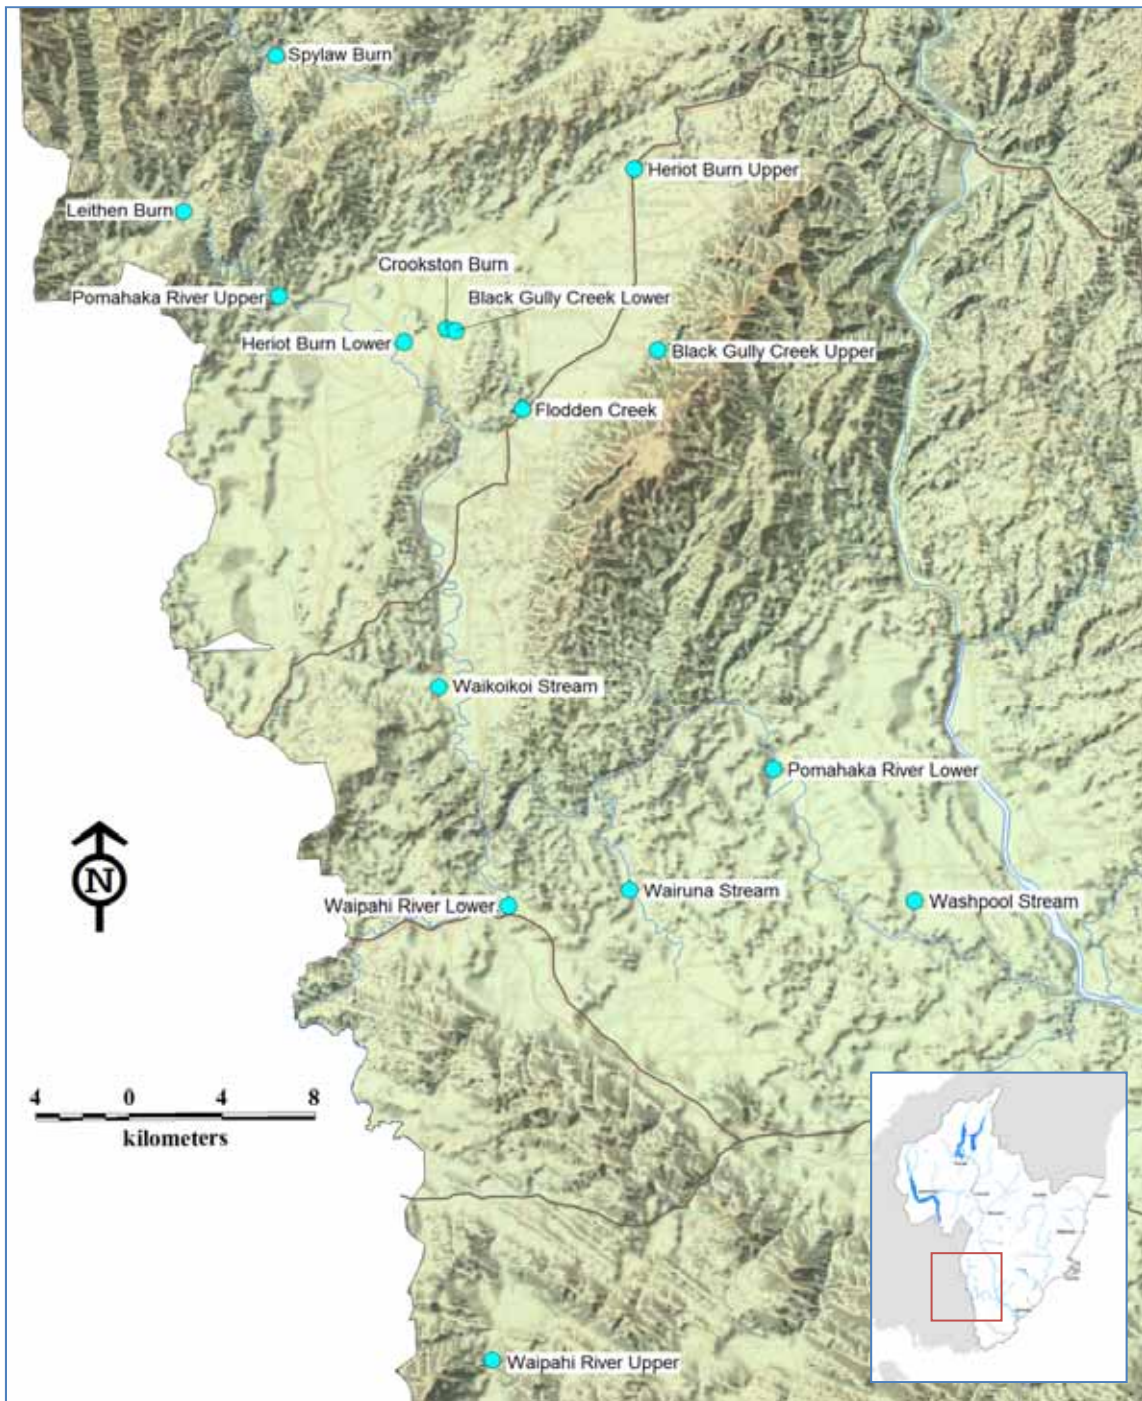 Spylaw Burn
Heriot Burn Upper
Leithen Burn
Crookston Burn
Pomahaka River Upper
Black Gully Creek Lower
Heriot Burn Lower
Black Gully Creek Upper
Flodden Creek
Waikoikoi Stream
Pomahaka River Lower
N
Wairuna Stream
Washpool Stream
Waipahi River Lower
4 0 4 8
kilometers
Waipahi River Upper